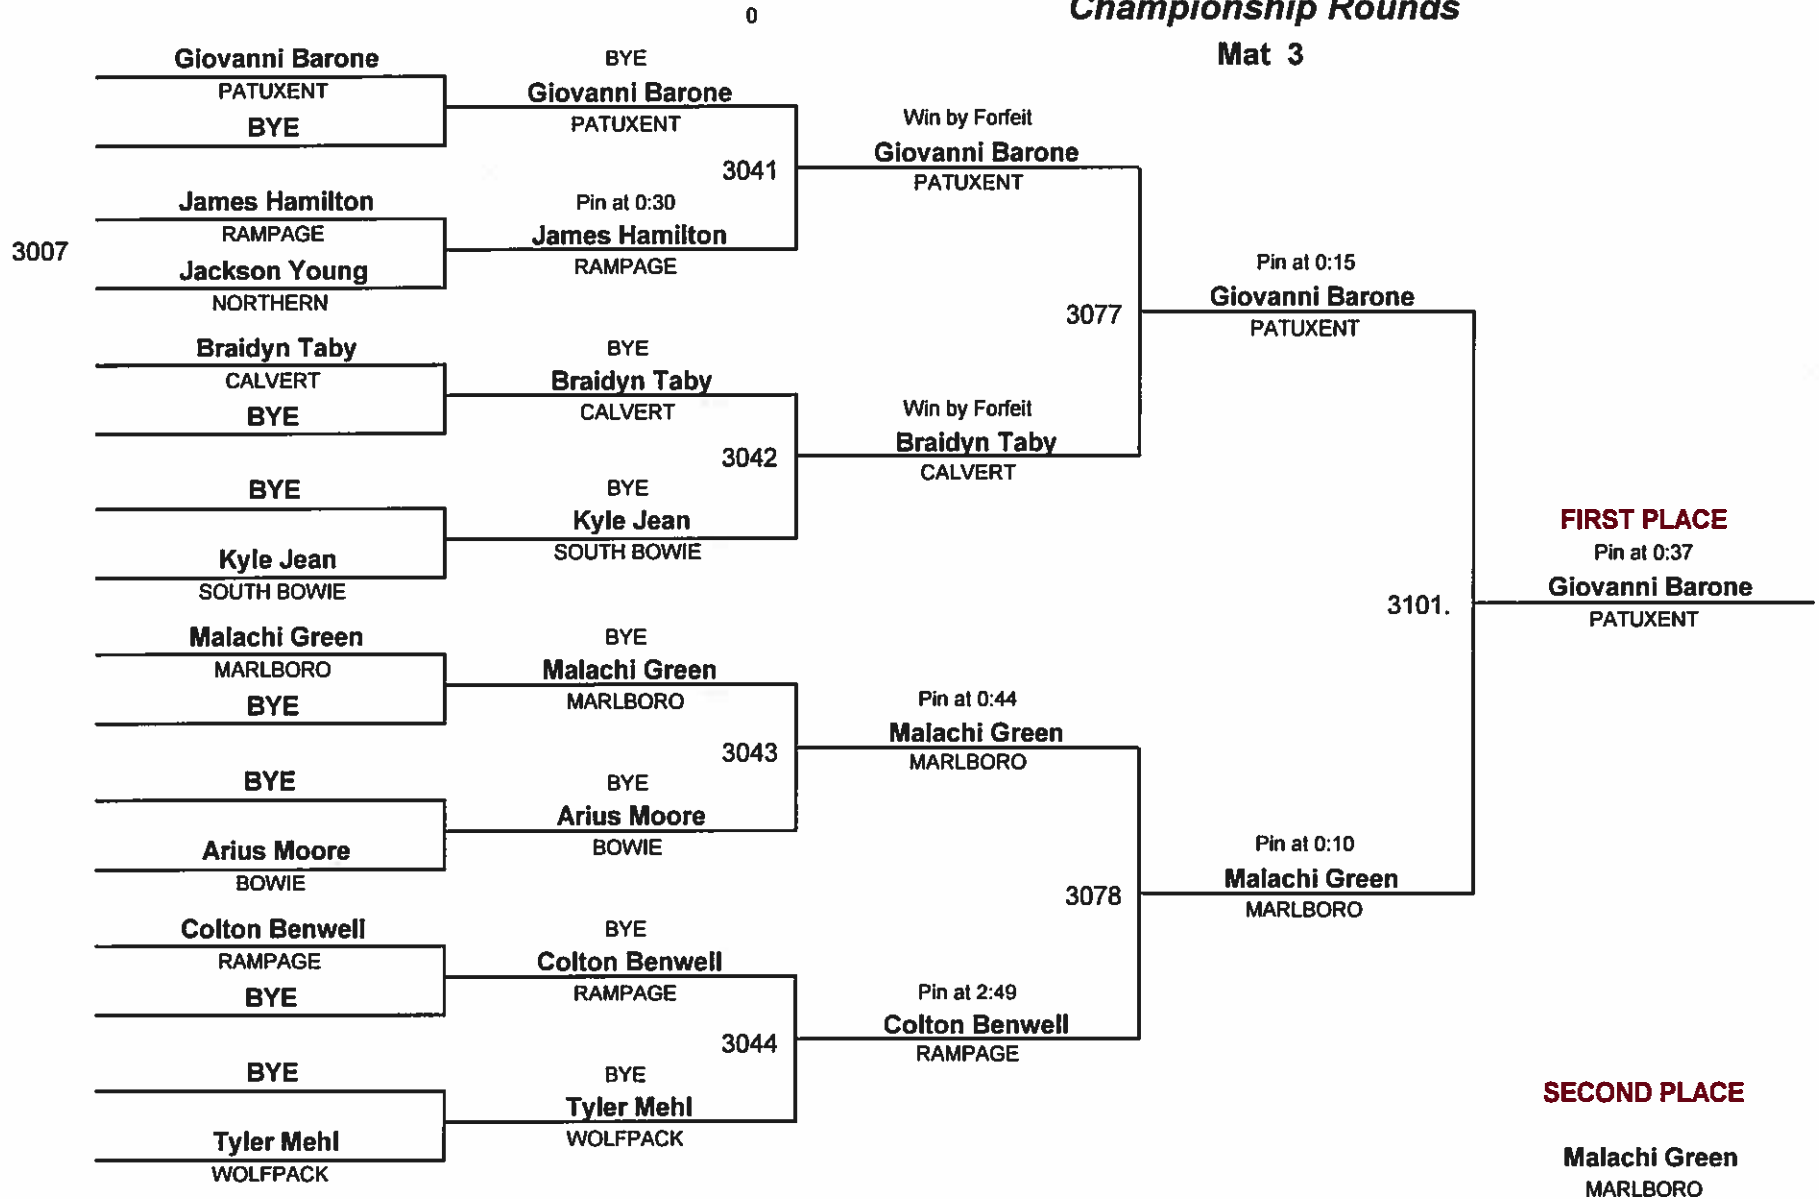 0
Championship Rounds
Mat 3
Giovanni Barone
PATUXENT
BYE
James Hamilton
RAMPAGE
3007
Jackson Young
NORTHERN
Braidyn Taby
CALVERT
BYE
BYE
Kyle Jean
SOUTH BOWIE
Malachi Green
MARLBORO
BYE
BYE
Arius Moore
BOWIE
Colton Benwell
RAMPAGE
BYE
BYE
Tyler Mehl
WOLFPACK
BYE
Giovanni Barone
PATUXENT
3041
Pin at 0:30
James Hamilton
RAMPAGE
BYE
Braidyn Taby
CALVERT
3042
BYE
Kyle Jean
SOUTH BOWIE
BYE
Malachi Green
MARLBORO
3043
BYE
Arius Moore
BOWIE
BYE
Colton Benwell
RAMPAGE
3044
BYE
Tyler Mehl
WOLFPACK
Win by Forfeit
Giovanni Barone
PATUXENT
3077
Win by Forfeit
Braidyn Taby
CALVERT
Pin at 0:44
Malachi Green
MARLBORO
3078
Pin at 2:49
Colton Benwell
RAMPAGE
Pin at 0:15
Giovanni Barone
PATUXENT
3101.
Pin at 0:10
Malachi Green
MARLBORO
FIRST PLACE
Pin at 0:37
Giovanni Barone
PATUXENT
SECOND PLACE
Malachi Green
MARLBORO